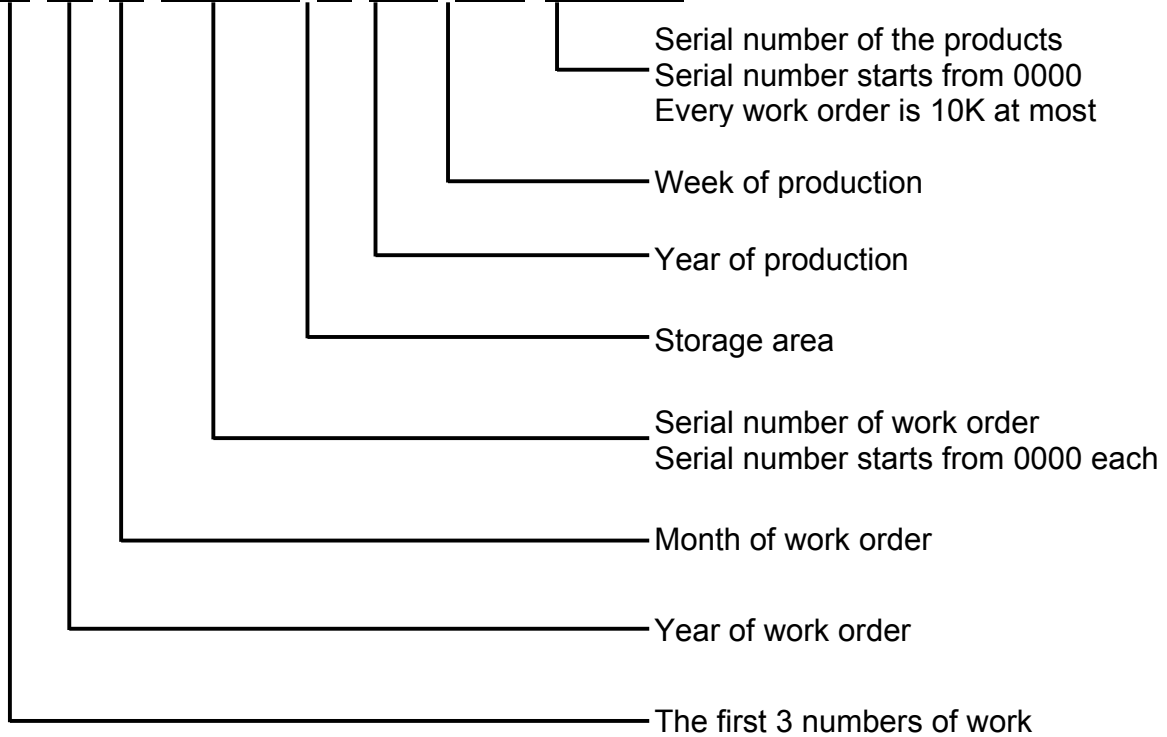 Serial number of the products
Serial number starts from 0000
Every work order is 10K at most
Week of production
Year of production
Storage area
Serial number of work order
Serial number starts from 0000 each
Month of work order
Year of work order
The first 3 numbers of work